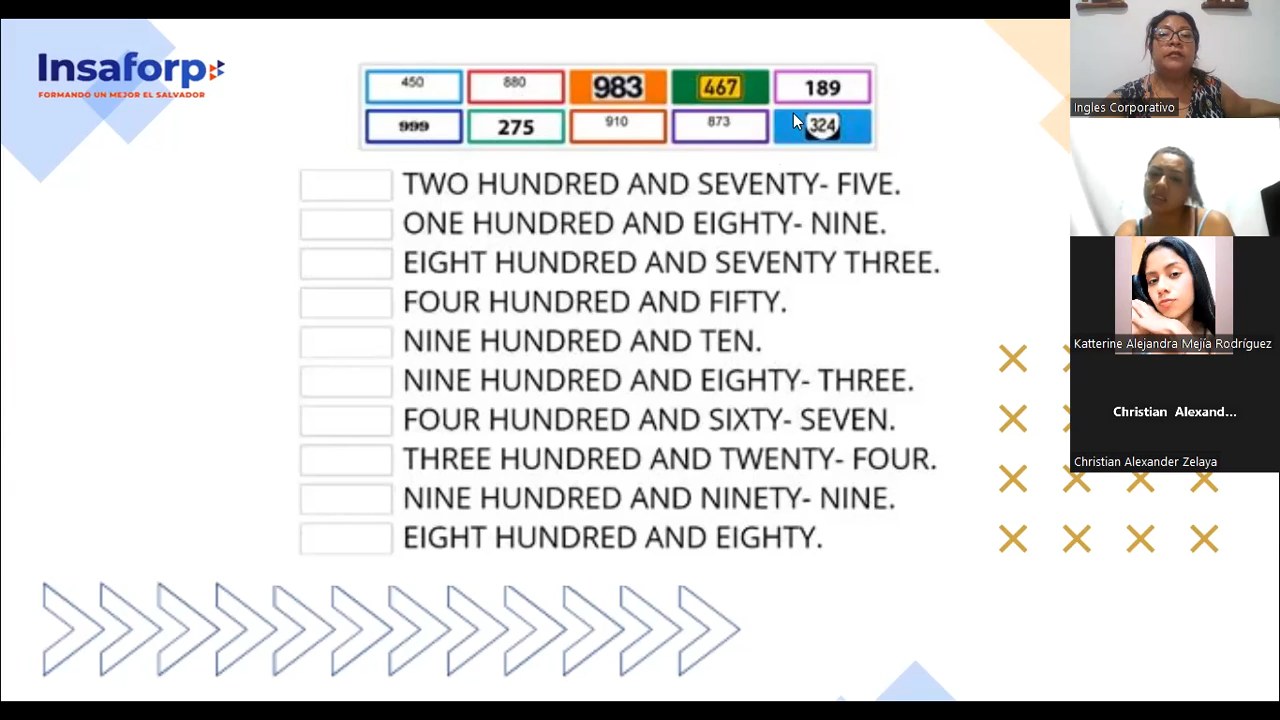 Insaforp
FORMANDO UN MEJOR EL SALVADOR
450 880 983 467 189
999 275 910 873 324
TWO HUNDRED AND SEVENTY- FIVE.
ONE HUNDRED AND EIGHTY- NINE.
EIGHT HUNDRED AND SEVENTY THREE.
FOUR HUNDRED AND FIFTY.
NINE HUNDRED AND TEN.
NINE HUNDRED AND EIGHTY- THREE.
FOUR HUNDRED AND SIXTY- SEVEN.
THREE HUNDRED AND TWENTY- FOUR.
NINE HUNDRED AND NINETY- NINE.
EIGHT HUNDRED AND EIGHTY.
Ingles Corporativo
Katterine Alejandra Mejía Rodríguez
Christian Alexand...
Christian Alexander Zelaya